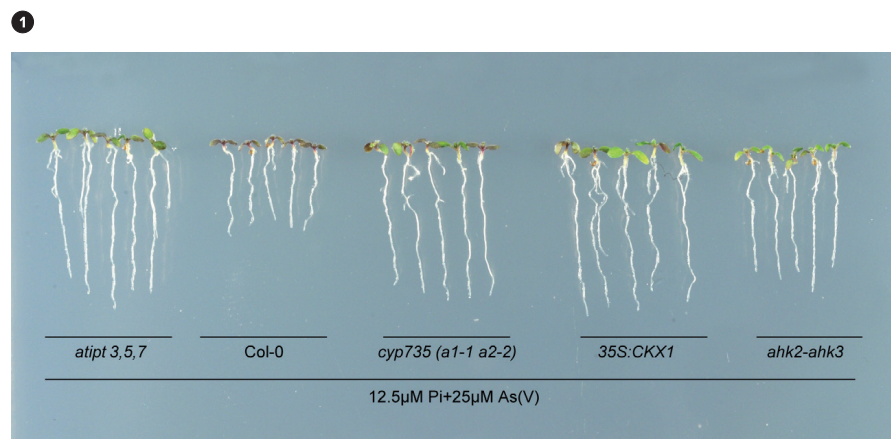 1
atipt 3,5,7 Col-0 cyp735 (a1-1 a2-2) 35S:CKX1 ahk2-ahk3
12.5µM Pi+25µM As(V)